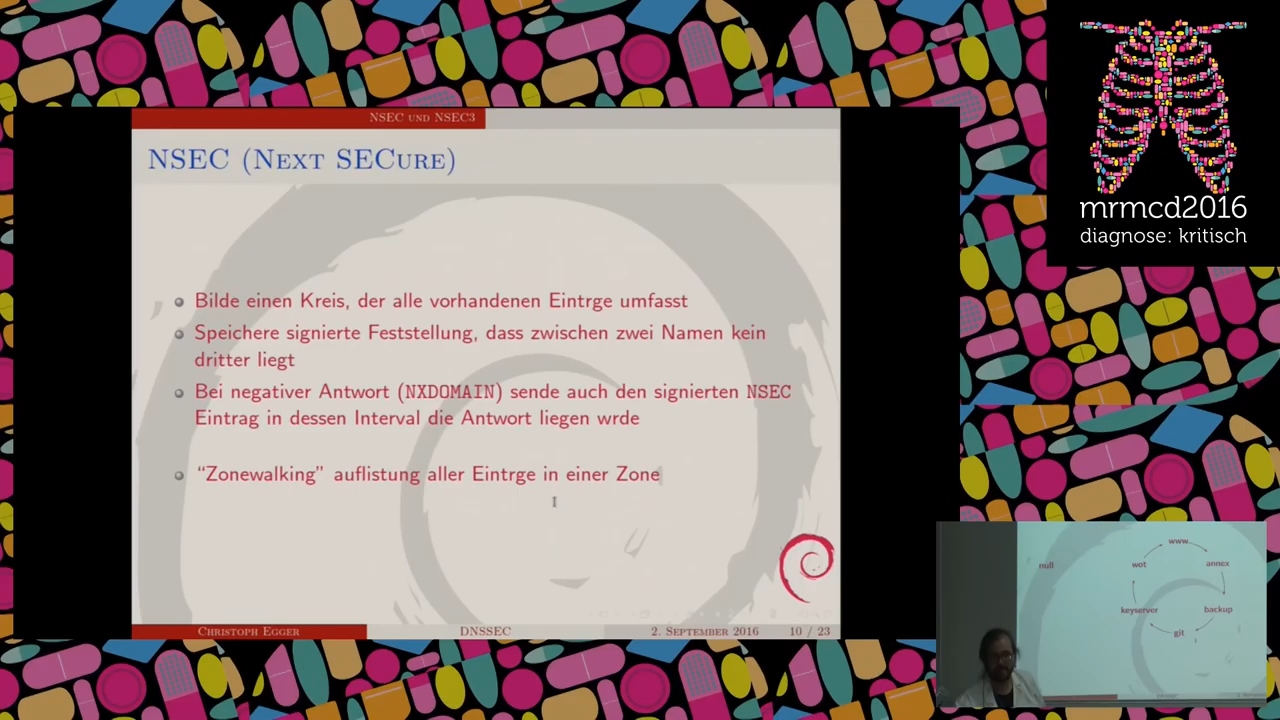 NSEC UND NSEC3
NSEC (NEXT SECURE)
Bilde einen Kreis, der alle vorhandenen Eintrge umfasst
Speichere signierte Feststellung, dass zwischen zwei Namen kein
dritter liegt
Bei negativer Antwort (NXDOMAIN) sende auch den signierten NSEC
Eintrag in dessen Interval die Antwort liegen wrde
“Zonewalking” auflistung aller Eintrge in einer Zone
CHRISTOPH EGGER
DNSSEC
2. SEPTEMBER 2016
10 / 23
mrmcd2016
diagnose: kritisch
www
null
wot
annex
keyserver
backup
git